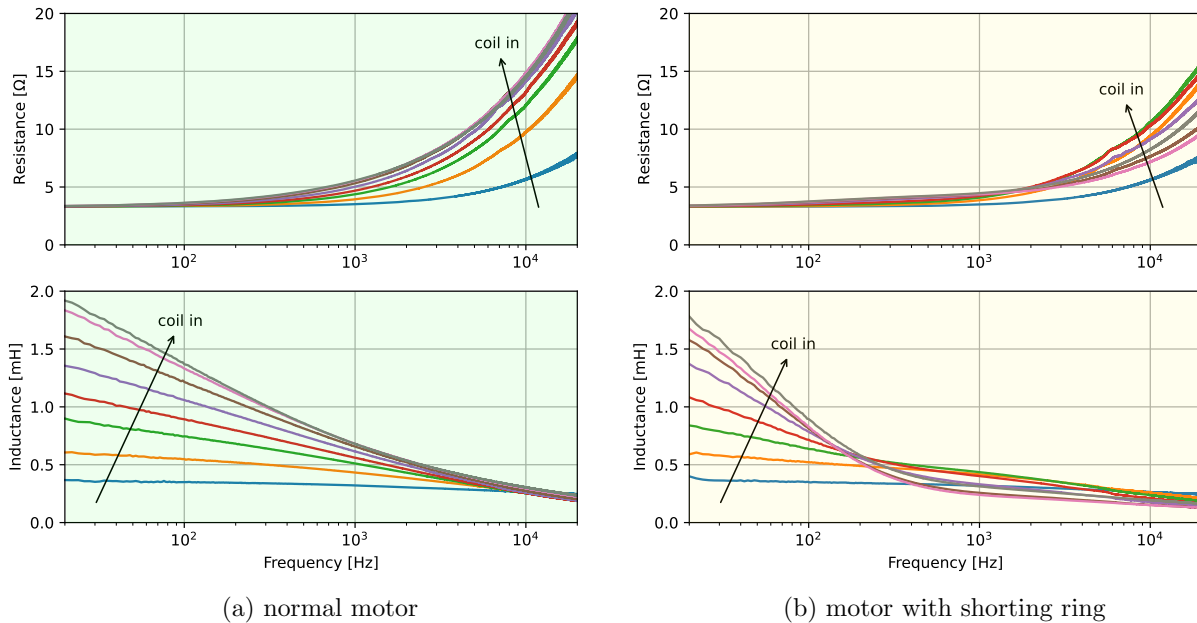 20
15
10
5
0
Resistance [Ω]
coil in
10²
10³
10⁴
2.0
1.5
1.0
0.5
0.0
Inductance [mH]
coil in
10²
10³
10⁴
Frequency [Hz]
(a) normal motor
20
15
10
5
0
Resistance [Ω]
coil in
10²
10³
10⁴
2.0
1.5
1.0
0.5
0.0
Inductance [mH]
coil in
10²
10³
10⁴
Frequency [Hz]
(b) motor with shorting ring